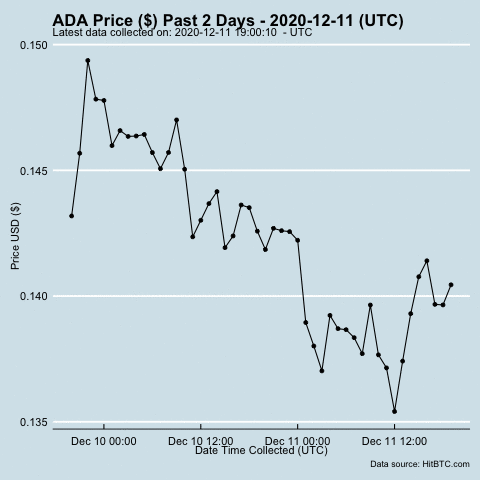 ADA Price ($) Past 2 Days - 2020-12-11 (UTC)
Latest data collected on: 2020-12-11 19:00:10  - UTC
0.150
0.145
0.140
0.135
Price USD ($)
Dec 10 00:00 Dec 10 12:00 Dec 11 00:00 Dec 11 12:00
Date Time Collected (UTC)
Data source: HitBTC.com